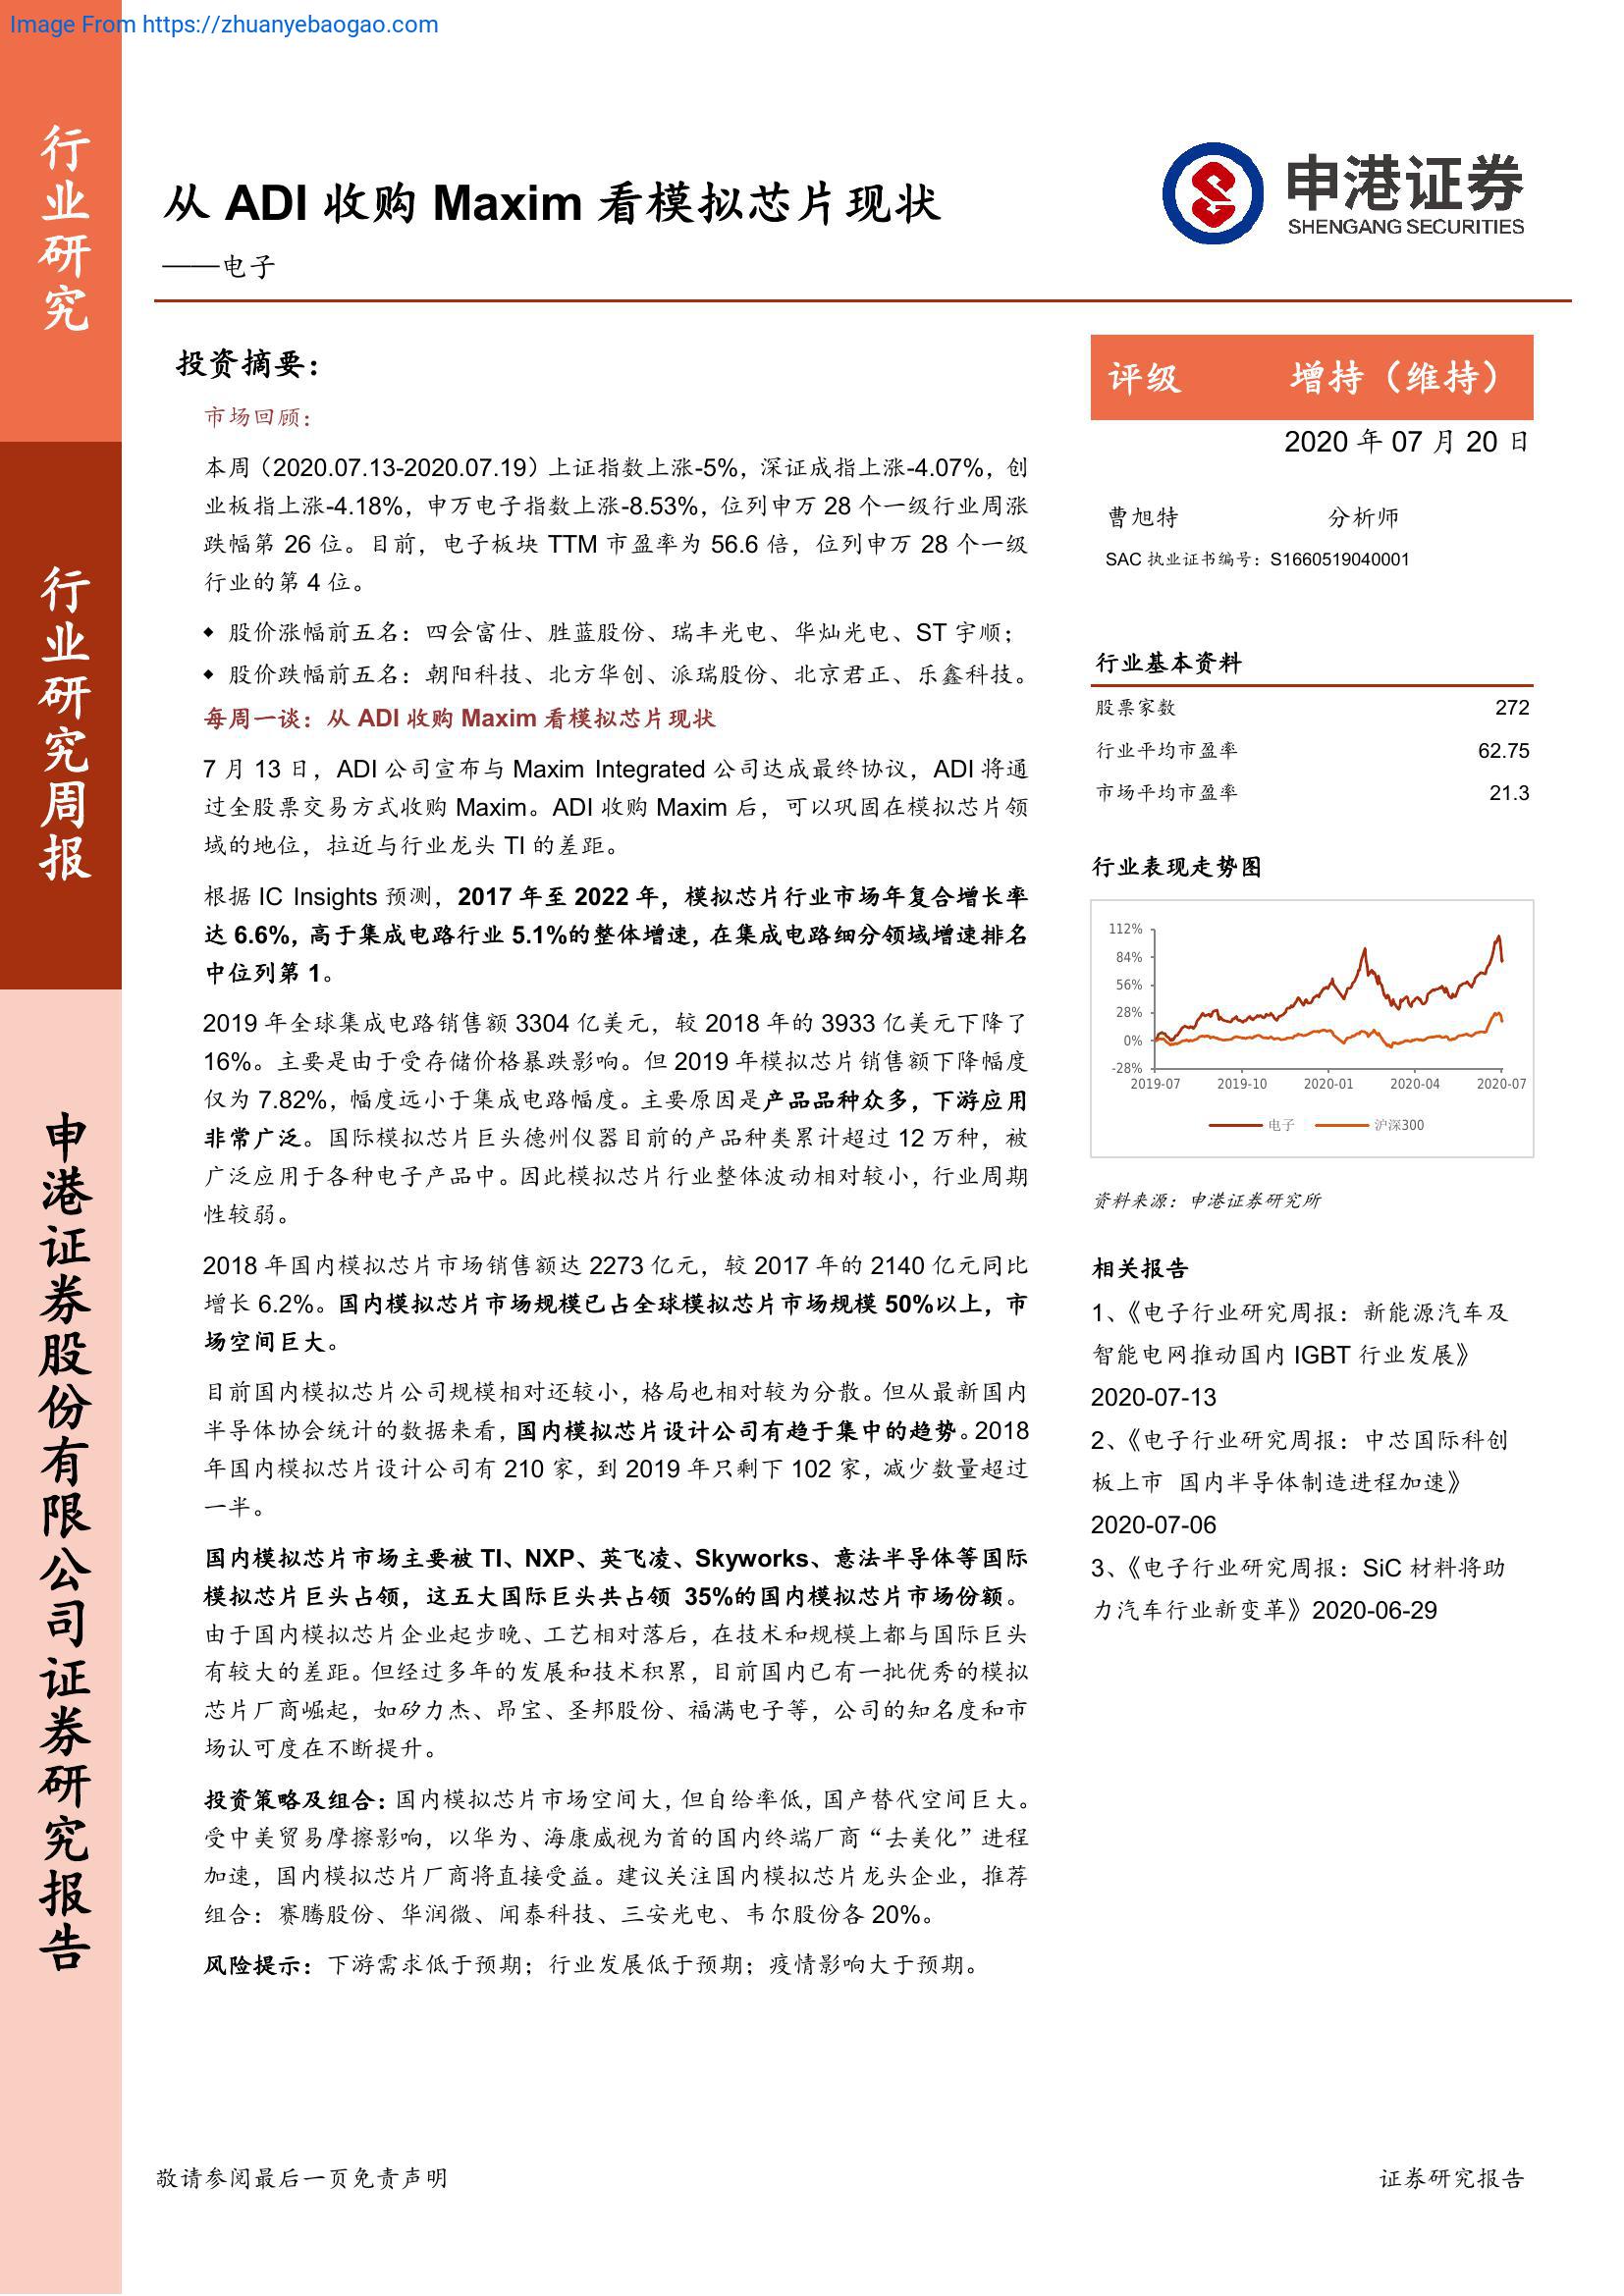 Image From https://zhuanyebaogao.com
行业研究
行业研究周报
申港证券股份有限公司证券研究报告
从 ADI 收购 Maxim 看模拟芯片现状
——电子
申港证券
SHENGANG SECURITIES
投资摘要：
市场回顾：
本周（2020.07.13-2020.07.19）上证指数上涨-5%，深证成指上涨-4.07%，创
业板指上涨-4.18%，申万电子指数上涨-8.53%，位列申万 28 个一级行业周涨
跌幅第 26 位。目前，电子板块 TTM 市盈率为 56.6 倍，位列申万 28 个一级
行业的第 4 位。
◆ 股价涨幅前五名：四会富仕、胜蓝股份、瑞丰光电、华灿光电、ST 宇顺；
◆ 股价跌幅前五名：朝阳科技、北方华创、派瑞股份、北京君正、乐鑫科技。
每周一谈：从 ADI 收购 Maxim 看模拟芯片现状
7 月 13 日，ADI 公司宣布与 Maxim Integrated 公司达成最终协议，ADI 将通
过全股票交易方式收购 Maxim。ADI 收购 Maxim 后，可以巩固在模拟芯片领
域的地位，拉近与行业龙头 TI 的差距。
根据 IC Insights 预测，2017 年至 2022 年，模拟芯片行业市场年复合增长率
达 6.6%，高于集成电路行业 5.1%的整体增速，在集成电路细分领域增速排名
中位列第 1。
2019 年全球集成电路销售额 3304 亿美元，较 2018 年的 3933 亿美元下降了
16%。主要是由于受存储价格暴跌影响。但 2019 年模拟芯片销售额下降幅度
仅为 7.82%，幅度远小于集成电路幅度。主要原因是产品品种众多，下游应用
非常广泛。国际模拟芯片巨头德州仪器目前的产品种类累计超过 12 万种，被
广泛应用于各种电子产品中。因此模拟芯片行业整体波动相对较小，行业周期
性较弱。
2018 年国内模拟芯片市场销售额达 2273 亿元，较 2017 年的 2140 亿元同比
增长 6.2%。国内模拟芯片市场规模已占全球模拟芯片市场规模 50%以上，市
场空间巨大。
目前国内模拟芯片公司规模相对还较小，格局也相对较为分散。但从最新国内
半导体协会统计的数据来看，国内模拟芯片设计公司有趋于集中的趋势。2018
年国内模拟芯片设计公司有 210 家，到 2019 年只剩下 102 家，减少数量超过
一半。
国内模拟芯片市场主要被 TI、NXP、英飞凌、Skyworks、意法半导体等国际
模拟芯片巨头占领，这五大国际巨头共占领 35%的国内模拟芯片市场份额。
由于国内模拟芯片企业起步晚、工艺相对落后，在技术和规模上都与国际巨头
有较大的差距。但经过多年的发展和技术积累，目前国内已有一批优秀的模拟
芯片厂商崛起，如矽力杰、昂宝、圣邦股份、福满电子等，公司的知名度和市
场认可度在不断提升。
投资策略及组合：国内模拟芯片市场空间大，但自给率低，国产替代空间巨大。
受中美贸易摩擦影响，以华为、海康威视为首的国内终端厂商“去美化”进程
加速，国内模拟芯片厂商将直接受益。建议关注国内模拟芯片龙头企业，推荐
组合：赛腾股份、华润微、闻泰科技、三安光电、韦尔股份各 20%。
风险提示：下游需求低于预期；行业发展低于预期；疫情影响大于预期。
评级 增持（维持）
2020 年 07 月 20 日
曹旭特 分析师
SAC 执业证书编号：S1660519040001
行业基本资料
股票家数 272
行业平均市盈率 62.75
市场平均市盈率 21.3
行业表现走势图
112%
84%
56%
28%
0%
-28%
2019-07 2019-10 2020-01 2020-04 2020-07
电子 沪深300
资料来源：申港证券研究所
相关报告
1、《电子行业研究周报：新能源汽车及
智能电网推动国内 IGBT 行业发展》
2020-07-13
2、《电子行业研究周报：中芯国际科创
板上市 国内半导体制造进程加速》
2020-07-06
3、《电子行业研究周报：SiC 材料将助
力汽车行业新变革》2020-06-29
敬请参阅最后一页免责声明 证券研究报告